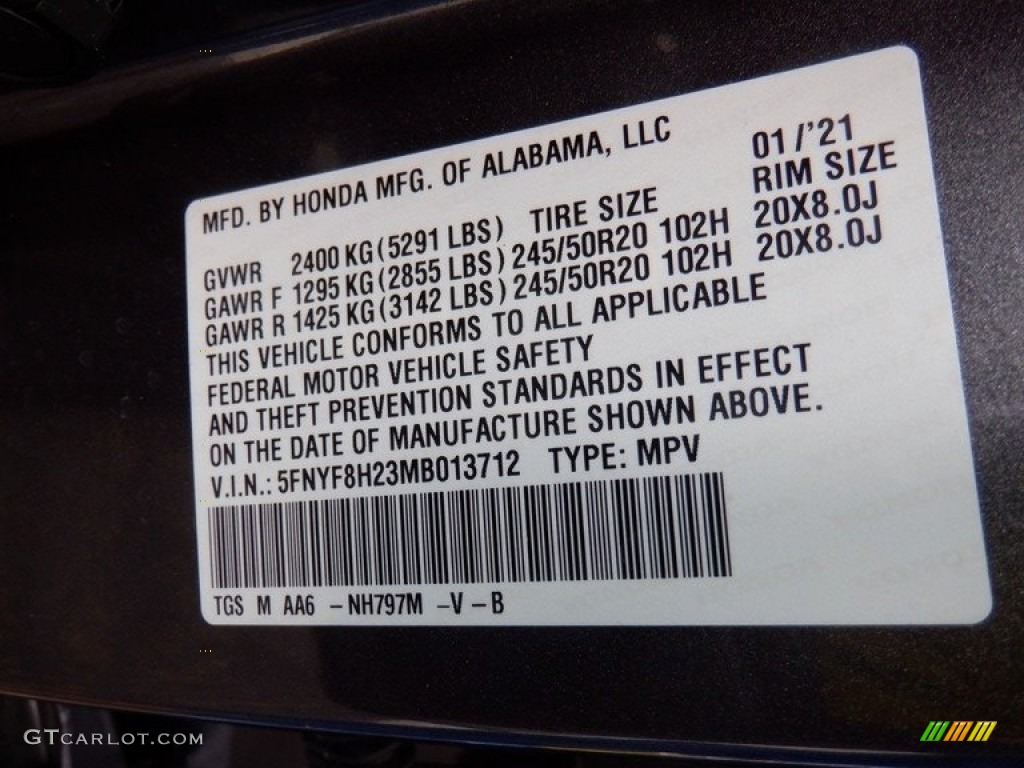 MFD. BY HONDA MFG. OF ALABAMA, LLC 01/'21
TIRE SIZE RIM SIZE
GVWR 2400 KG (5291 LBS)
GAWR F 1295 KG (2855 LBS) 245/50R20 102H 20X8.0J
GAWR R 1425 KG (3142 LBS) 245/50R20 102H 20X8.0J
THIS VEHICLE CONFORMS TO ALL APPLICABLE
FEDERAL MOTOR VEHICLE SAFETY
AND THEFT PREVENTION STANDARDS IN EFFECT
ON THE DATE OF MANUFACTURE SHOWN ABOVE.
V.I.N.: 5FNYF8H23MB013712 TYPE: MPV
TGS M AA6 -NH797M -V -B
GTCARLOT.COM